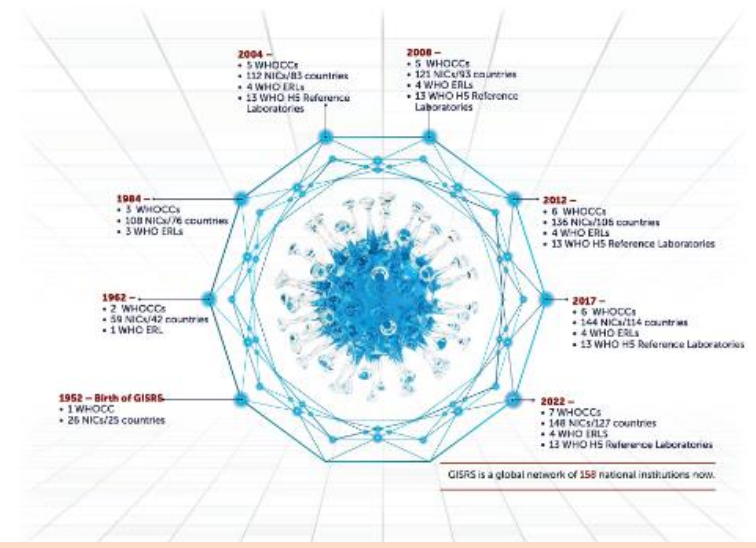 2004 –
• 5 WHOCCs
• 112 NICs/83 countries
• 4 WHO ERLs
• 13 WHO H5 Reference
Laboratories
2008 –
• 5 WHOCCs
• 121 NICs/93 countries
• 4 WHO ERLs
• 13 WHO H5 Reference
Laboratories
1984 –
• 3 WHOCCs
• 108 NICs/76 countries
• 3 WHO ERLs
2012 –
• 6 WHOCCs
• 136 NICs/106 countries
• 4 WHO ERLs
• 13 WHO H5 Reference Laboratories
1962 –
• 2 WHOCCs
• 59 NICs/42 countries
• 1 WHO ERL
2017 –
• 6 WHOCCs
• 144 NICs/114 countries
• 4 WHO ERLs
• 13 WHO H5 Reference Laboratories
1952 – Birth of GISRS
• 1 WHOCC
• 26 NICs/25 countries
2022 –
• 7 WHOCCs
• 148 NICs/127 countries
• 4 WHO ERLS
• 13 WHO H5 Reference Laboratories
GISRS is a global network of 158 national institutions now.